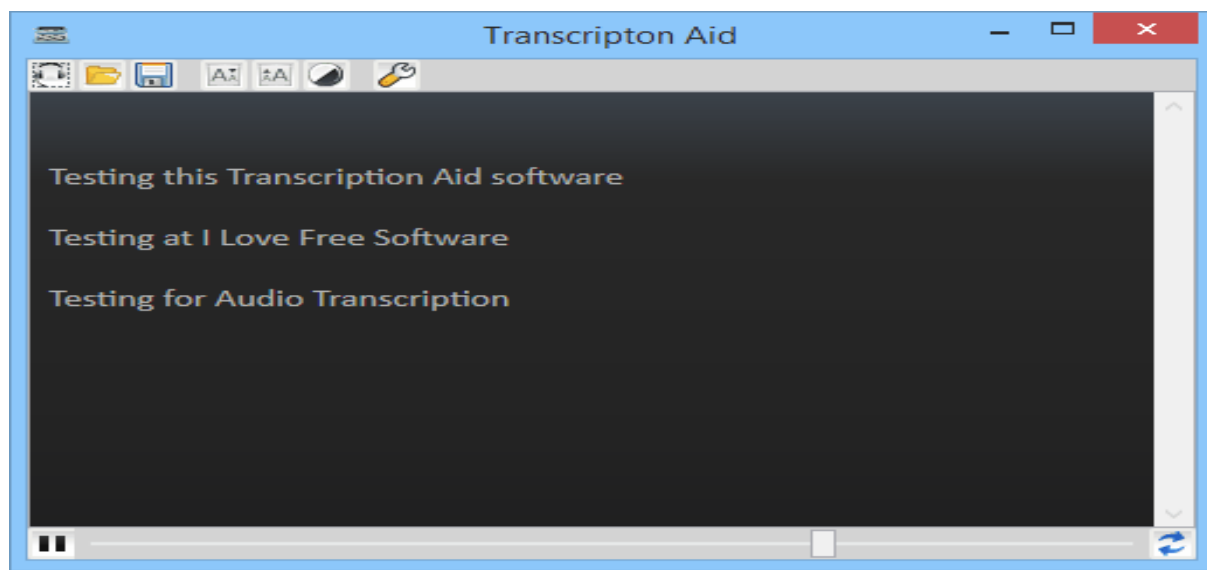 Transcripton Aid
Testing this Transcription Aid software
Testing at I Love Free Software
Testing for Audio Transcription